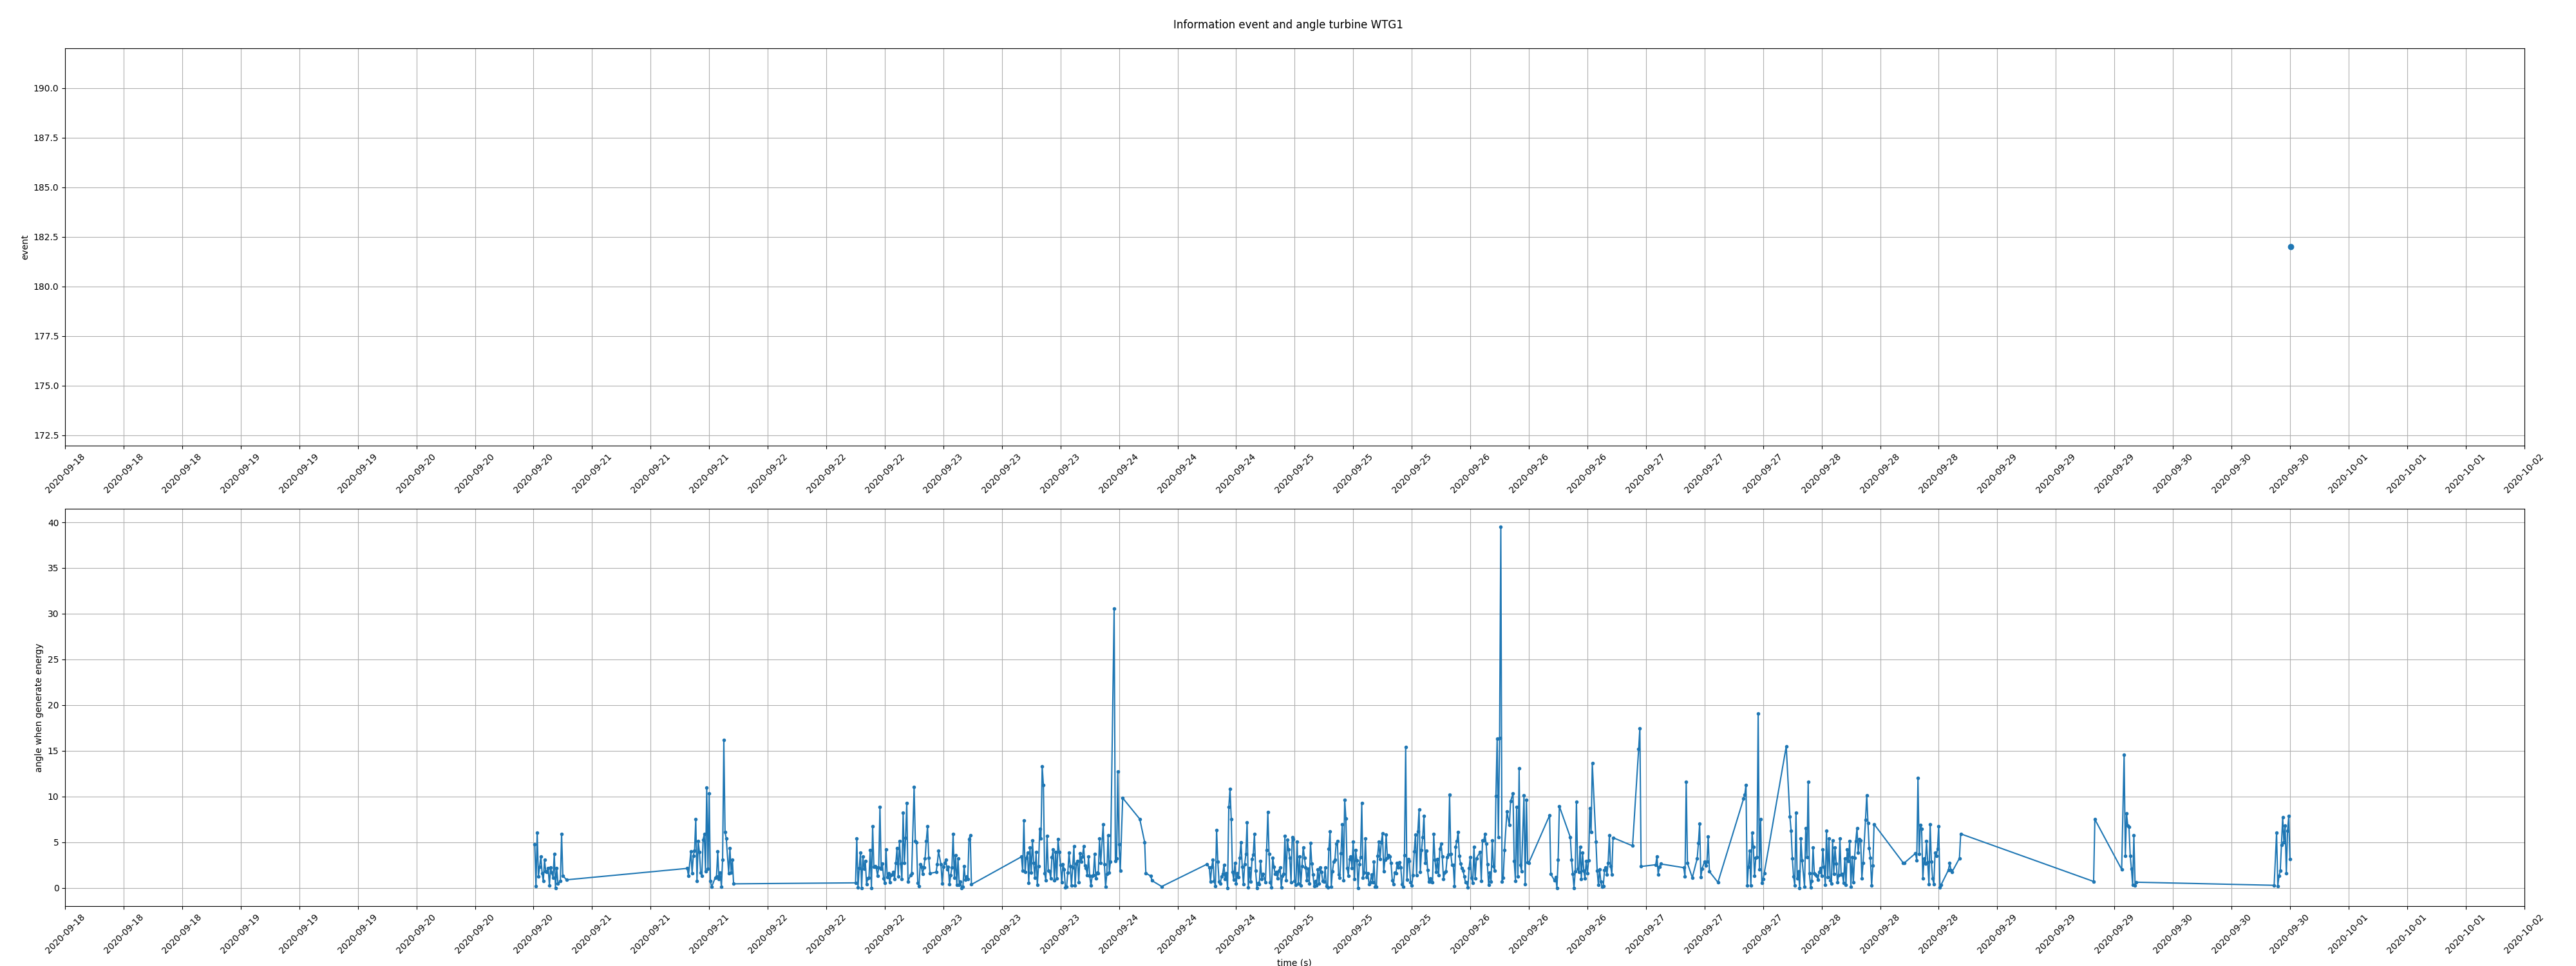 Information event and angle turbine WTG1
190.0
187.5
185.0
182.5
180.0
177.5
175.0
172.5
event
2020-09-18 2020-09-18 2020-09-18 2020-09-19 2020-09-19 2020-09-19 2020-09-20 2020-09-20 2020-09-20 2020-09-21 2020-09-21 2020-09-21 2020-09-22 2020-09-22 2020-09-22 2020-09-23 2020-09-23 2020-09-23 2020-09-24 2020-09-24 2020-09-24 2020-09-25 2020-09-25 2020-09-25 2020-09-26 2020-09-26 2020-09-26 2020-09-27 2020-09-27 2020-09-27 2020-09-28 2020-09-28 2020-09-28 2020-09-29 2020-09-29 2020-09-29 2020-09-30 2020-09-30 2020-09-30 2020-10-01 2020-10-01 2020-10-01 2020-10-02
40
35
30
25
20
15
10
5
0
angle when generate energy
2020-09-18 2020-09-18 2020-09-18 2020-09-19 2020-09-19 2020-09-19 2020-09-20 2020-09-20 2020-09-20 2020-09-21 2020-09-21 2020-09-21 2020-09-22 2020-09-22 2020-09-22 2020-09-23 2020-09-23 2020-09-23 2020-09-24 2020-09-24 2020-09-24 2020-09-25 2020-09-25 2020-09-25 2020-09-26 2020-09-26 2020-09-26 2020-09-27 2020-09-27 2020-09-27 2020-09-28 2020-09-28 2020-09-28 2020-09-29 2020-09-29 2020-09-29 2020-09-30 2020-09-30 2020-09-30 2020-10-01 2020-10-01 2020-10-01 2020-10-02
time (s)